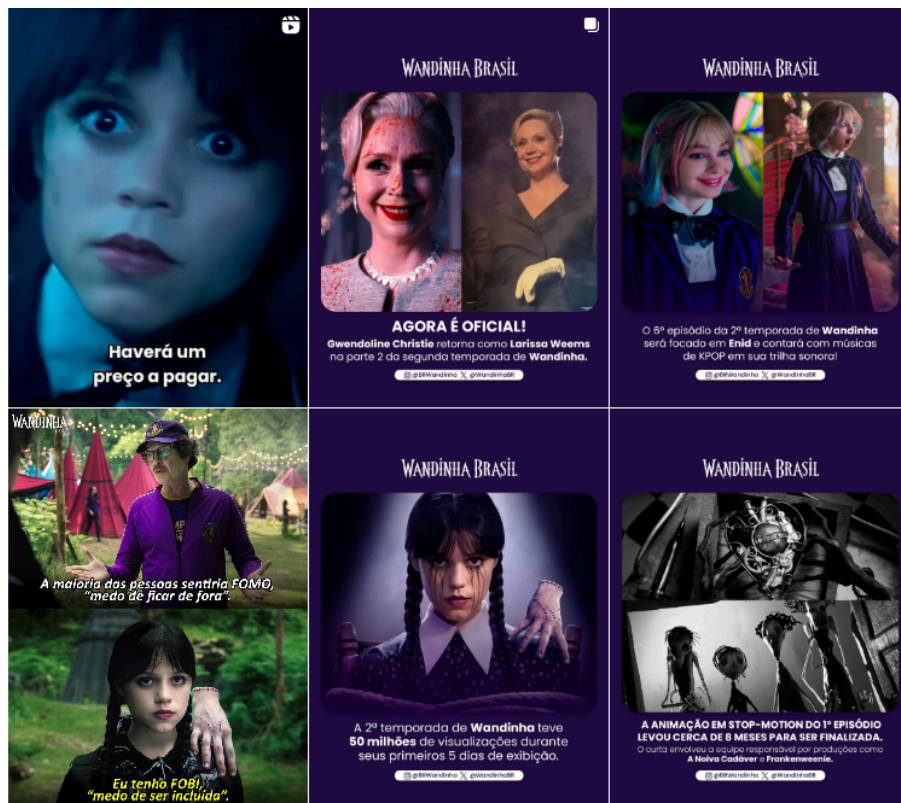 Haverá um
preço a pagar.
WANDINHA BRASIL
AGORA É OFICIAL!
Gwendoline Christie retorna como Larissa Weems
na parte 2 da segunda temporada de Wandinha.
@BRWandinha @WandinhaBR
WANDINHA BRASIL
O 6º episódio da 2ª temporada de Wandinha
será focado em Enid e contará com músicas
de KPOP em sua trilha sonora!
@BRWandinha @WandinhaBR
WANDINHA
A maioria das pessoas sentiria FOMO,
“medo de ficar de fora”.
Eu tenho FOBI,
“medo de ser incluída”.
WANDINHA BRASIL
A 2ª temporada de Wandinha teve
50 milhões de visualizações durante
seus primeiros 5 dias de exibição.
@BRWandinha @WandinhaBR
WANDINHA BRASIL
A ANIMAÇÃO EM STOP-MOTION DO 1º EPISÓDIO
LEVOU CERCA DE 8 MESES PARA SER FINALIZADA.
O curta envolveu a equipe responsável por produções como
A Noiva Cadáver e Frankenweenie.
@BRWandinha @WandinhaBR